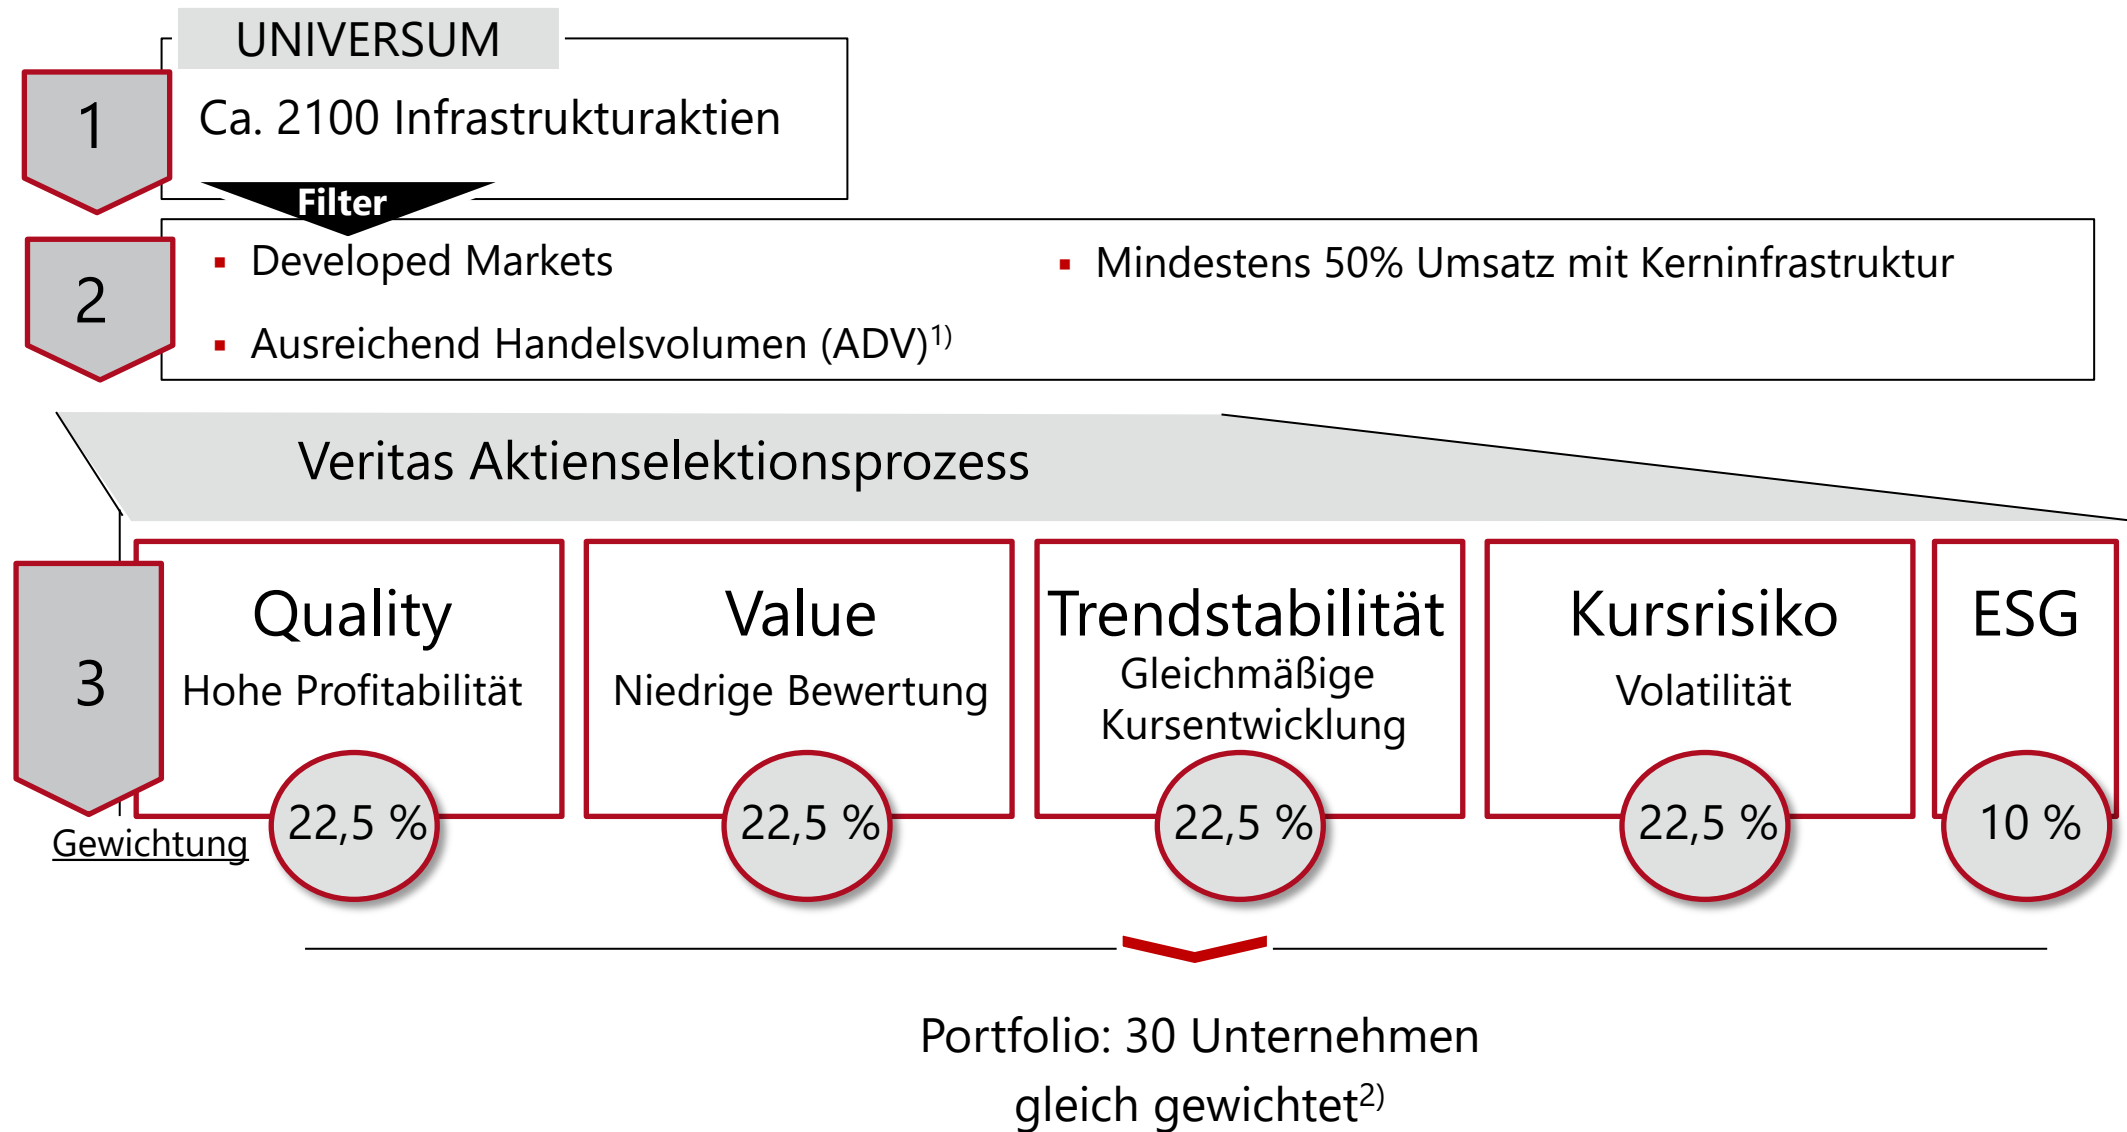 UNIVERSUM
1
Ca. 2100 Infrastrukturaktien
Filter
2
▪ Developed Markets
▪ Mindestens 50% Umsatz mit Kerninfrastruktur
▪ Ausreichend Handelsvolumen (ADV)1)
Veritas Aktienselektionsprozess
3
Quality
Hohe Profitabilität
22,5 %
Value
Niedrige Bewertung
22,5 %
Trendstabilität
Gleichmäßige
Kursentwicklung
22,5 %
Kursrisiko
Volatilität
22,5 %
ESG
10 %
Gewichtung
Portfolio: 30 Unternehmen
gleich gewichtet2)